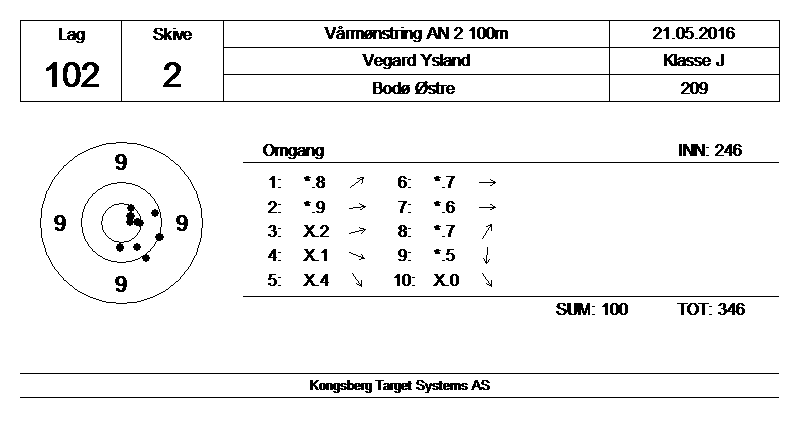 Lag Skive Vårmønstring AN 2 100m 21.05.2016
102 2 Vegard Ysland Klasse J
Bodø Østre 209
Omgang INN: 246
1: *.8 6: *.7
2: *.9 7: *.6
3: X.2 8: *.7
4: X.1 9: *.5
5: X.4 10: X.0
SUM: 100 TOT: 346
9
9 9
9
Kongsberg Target Systems AS